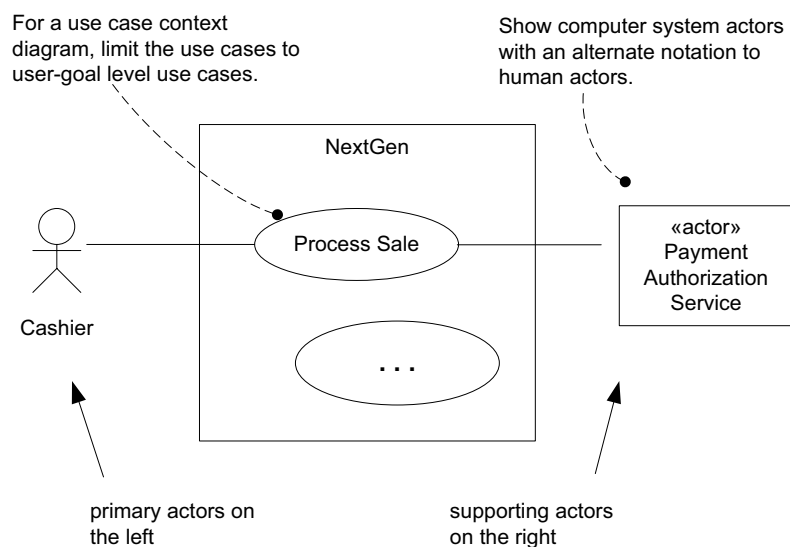 For a use case context
diagram, limit the use cases to
user-goal level use cases.
Show computer system actors
with an alternate notation to
human actors.
NextGen
Process Sale
«actor»
Payment
Authorization
Service
Cashier
. . .
primary actors on
the left
supporting actors
on the right